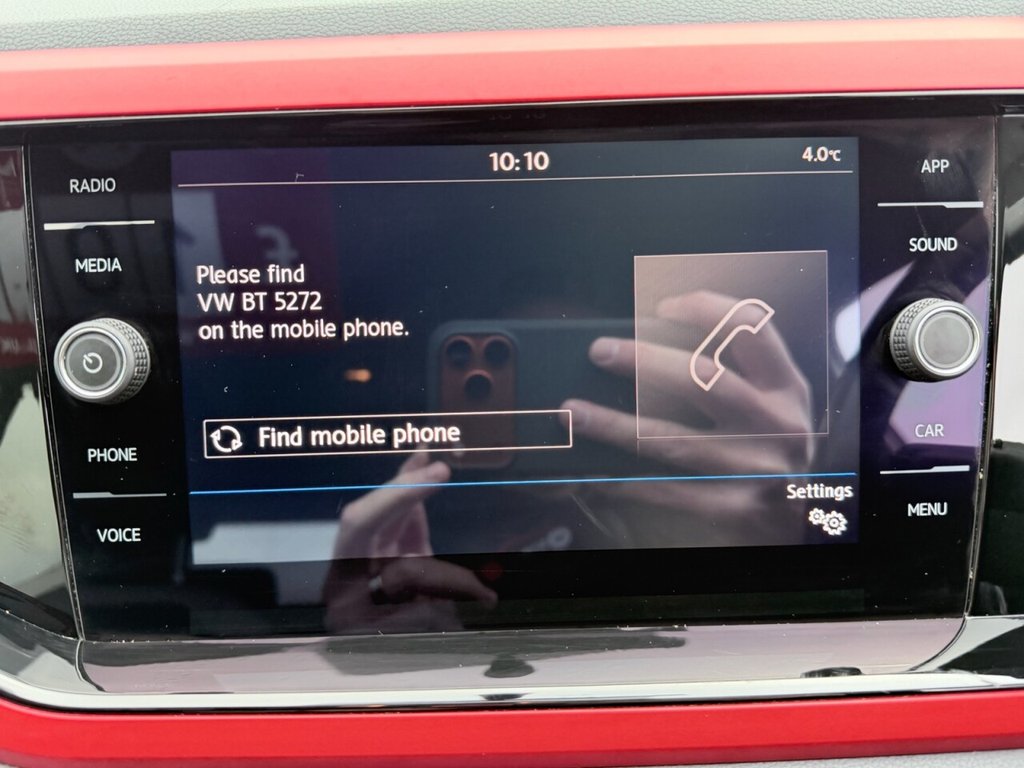 10:10
4.0°C
RADIO
MEDIA
PHONE
VOICE
Please find
VW BT 5272
on the mobile phone.
Find mobile phone
Settings
APP
SOUND
CAR
MENU